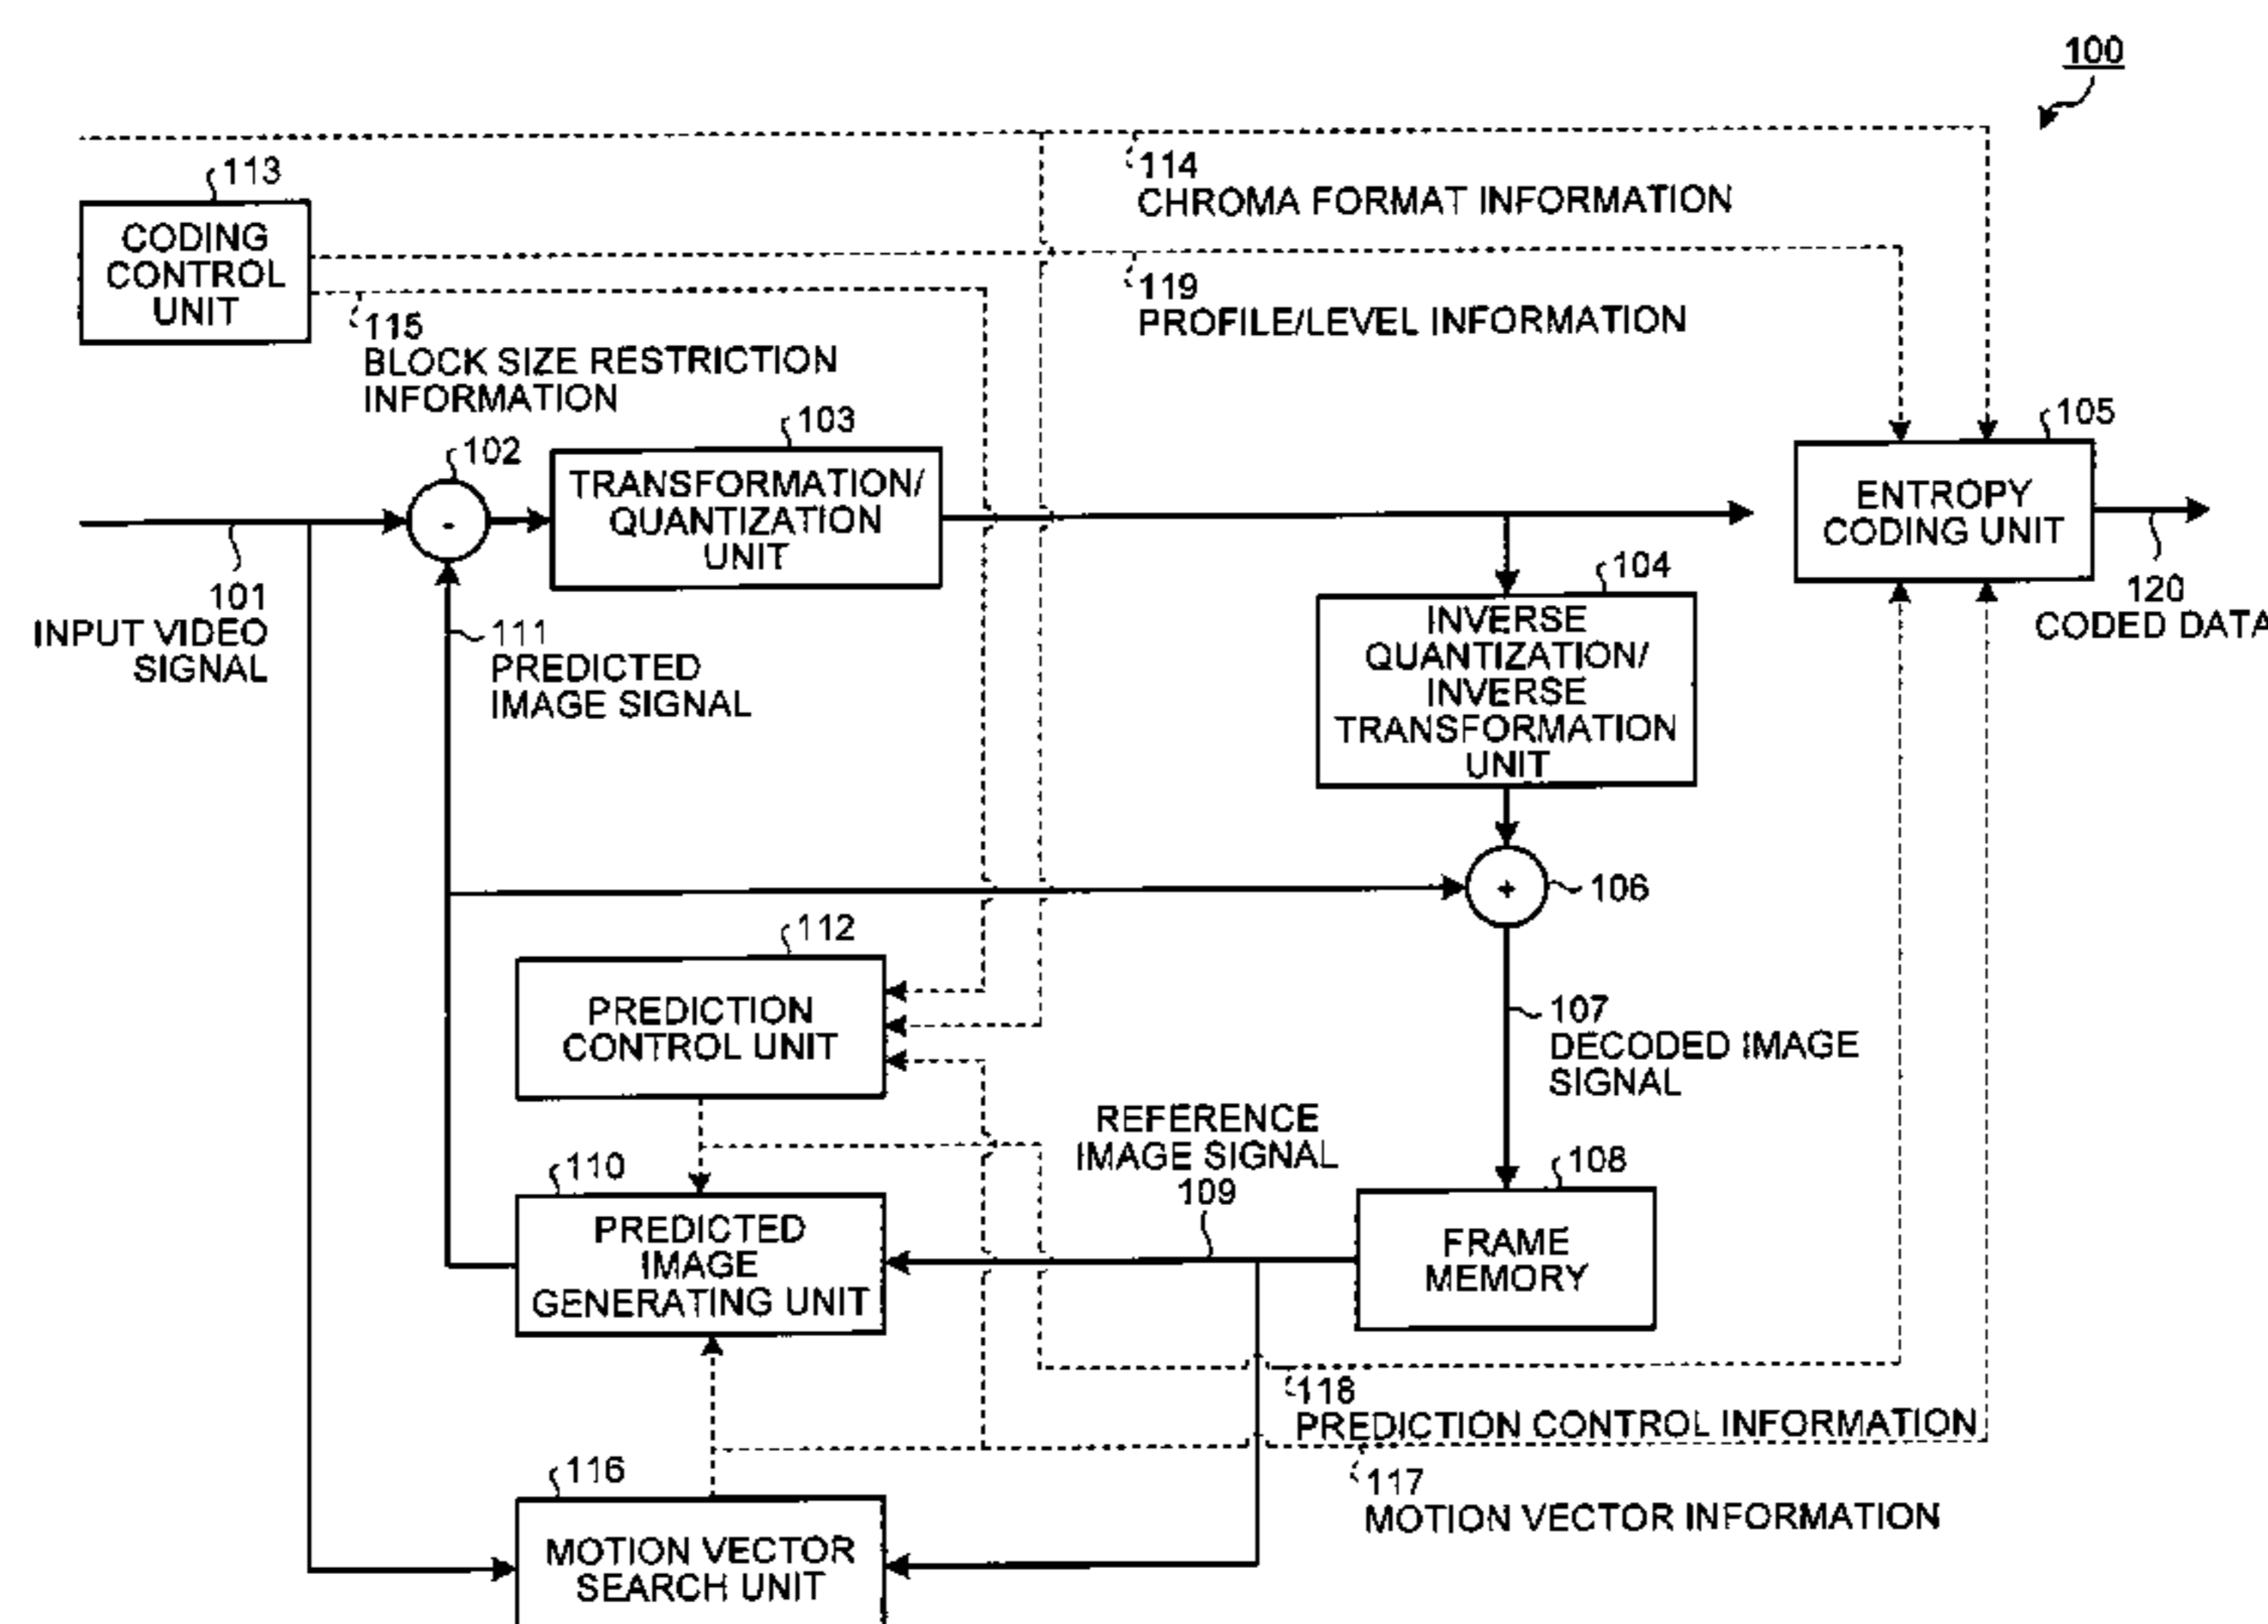 100
114
CHROMA FORMAT INFORMATION
113
CODING
CONTROL
UNIT
119
PROFILE/LEVEL INFORMATION
115
BLOCK SIZE RESTRICTION
INFORMATION
102
-
103
TRANSFORMATION/
QUANTIZATION
UNIT
105
ENTROPY
CODING UNIT
101
INPUT VIDEO
SIGNAL
111
PREDICTED
IMAGE SIGNAL
104
INVERSE
QUANTIZATION/
INVERSE
TRANSFORMATION
UNIT
120
CODED DATA
+
106
112
PREDICTION
CONTROL UNIT
107
DECODED IMAGE
SIGNAL
REFERENCE
IMAGE SIGNAL
109
110
PREDICTED
IMAGE
GENERATING UNIT
108
FRAME
MEMORY
118
PREDICTION CONTROL INFORMATION
117
MOTION VECTOR INFORMATION
116
MOTION VECTOR
SEARCH UNIT